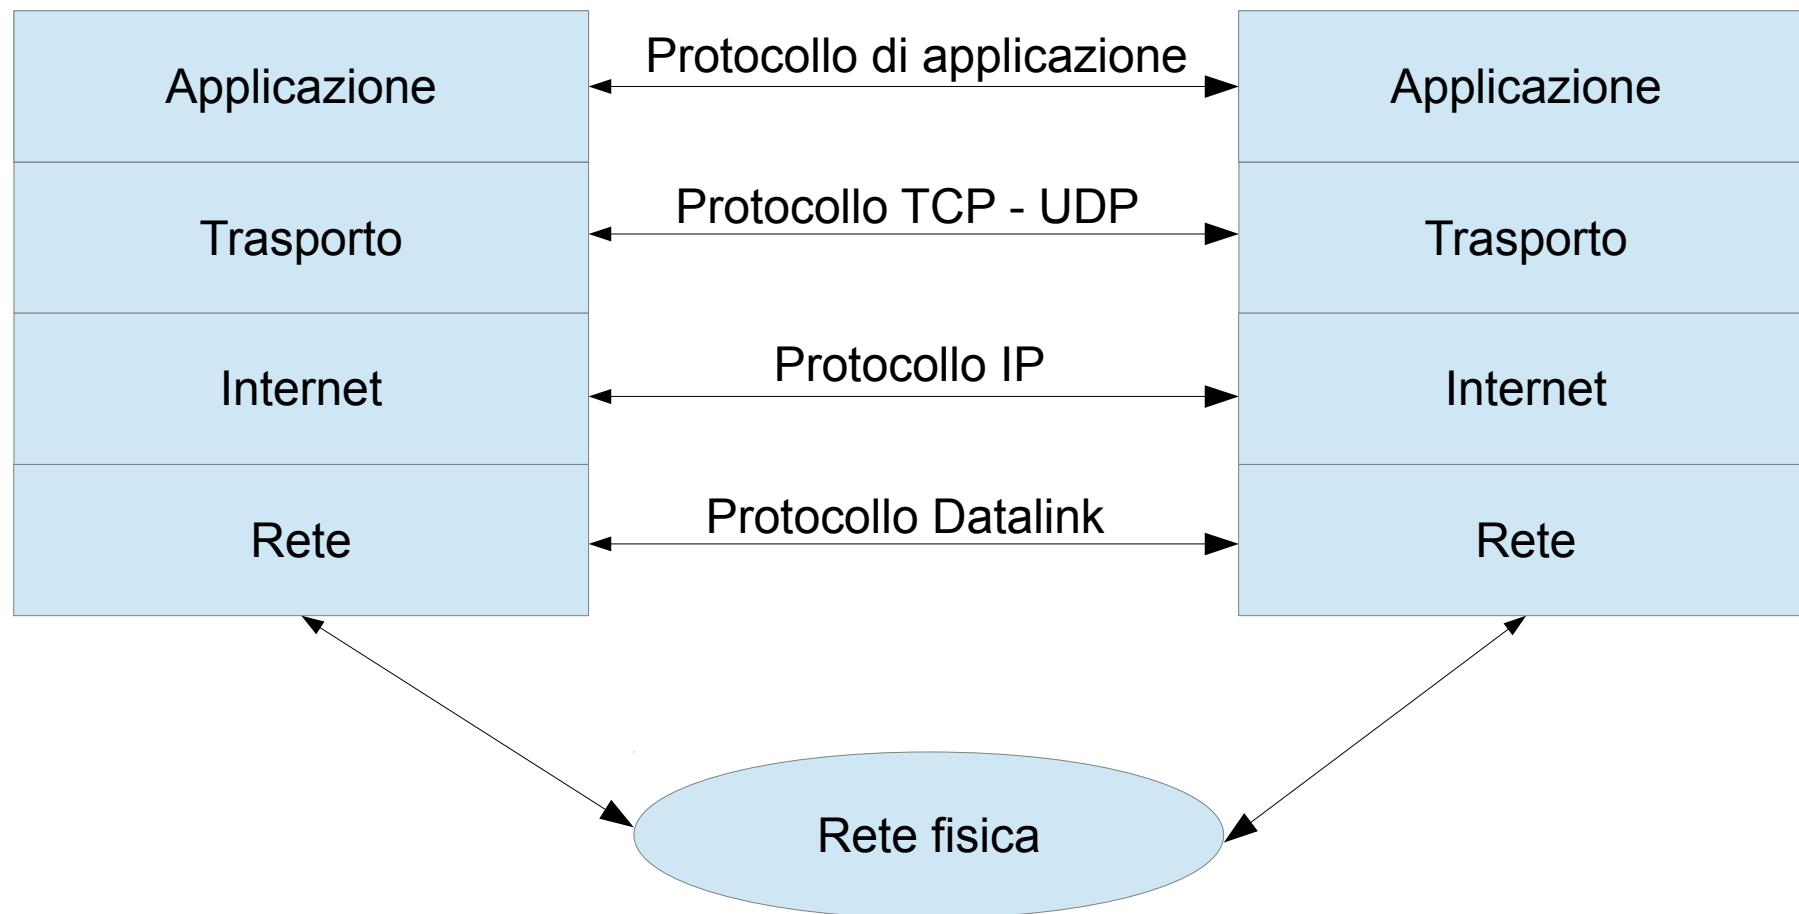 Applicazione
Protocollo di applicazione
Applicazione
Trasporto
Protocollo TCP - UDP
Trasporto
Internet
Protocollo IP
Internet
Rete
Protocollo Datalink
Rete
Rete fisica